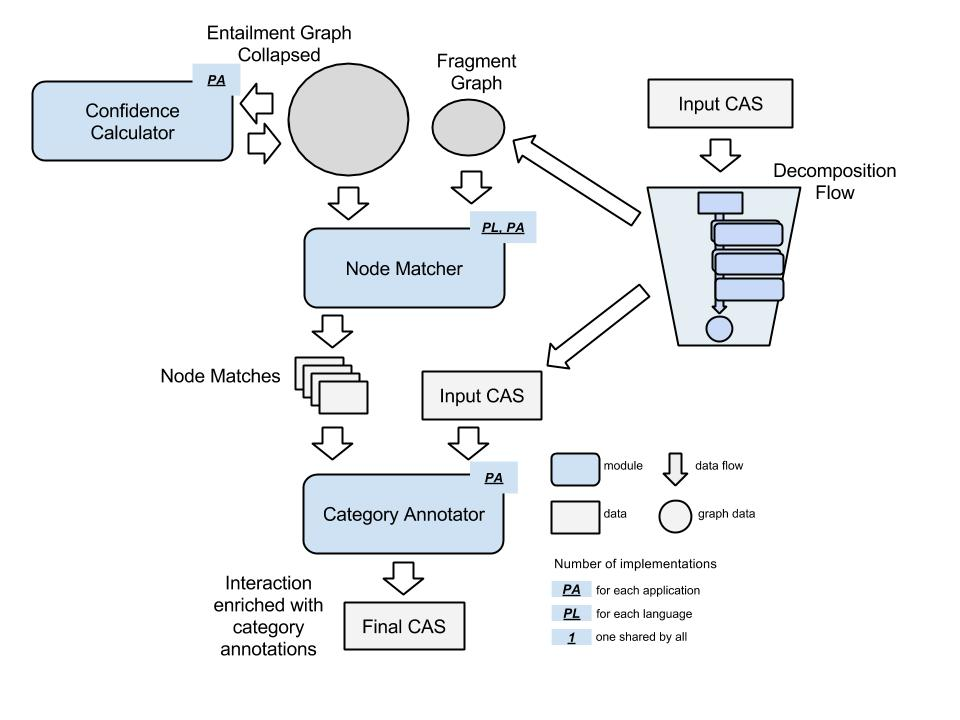 Entailment Graph
Collapsed
Fragment
Graph
PA
Confidence
Calculator
Input CAS
Decomposition
Flow
PL, PA
Node Matcher
Node Matches
Input CAS
PA
Category Annotator
Interaction
enriched with
category
annotations
Final CAS
module
data flow
data
graph data
Number of implementations
PA for each application
PL for each language
1 one shared by all